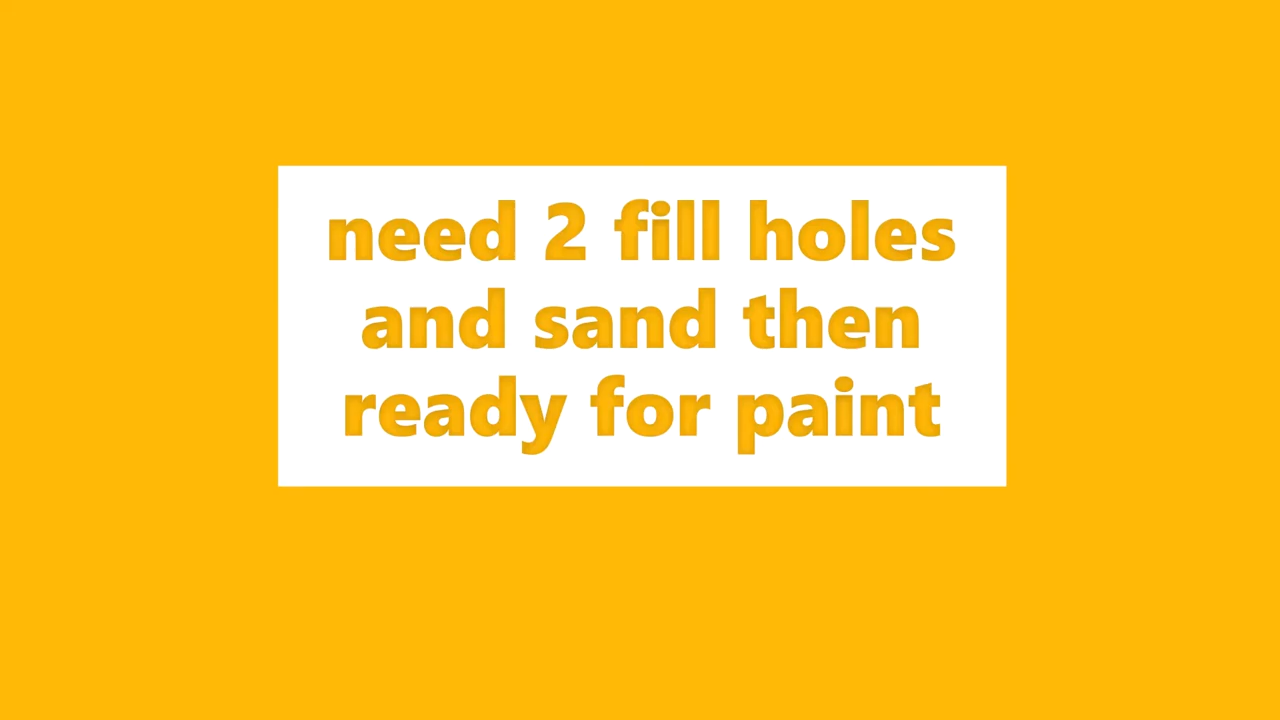 need 2 fill holes
and sand then
ready for paint